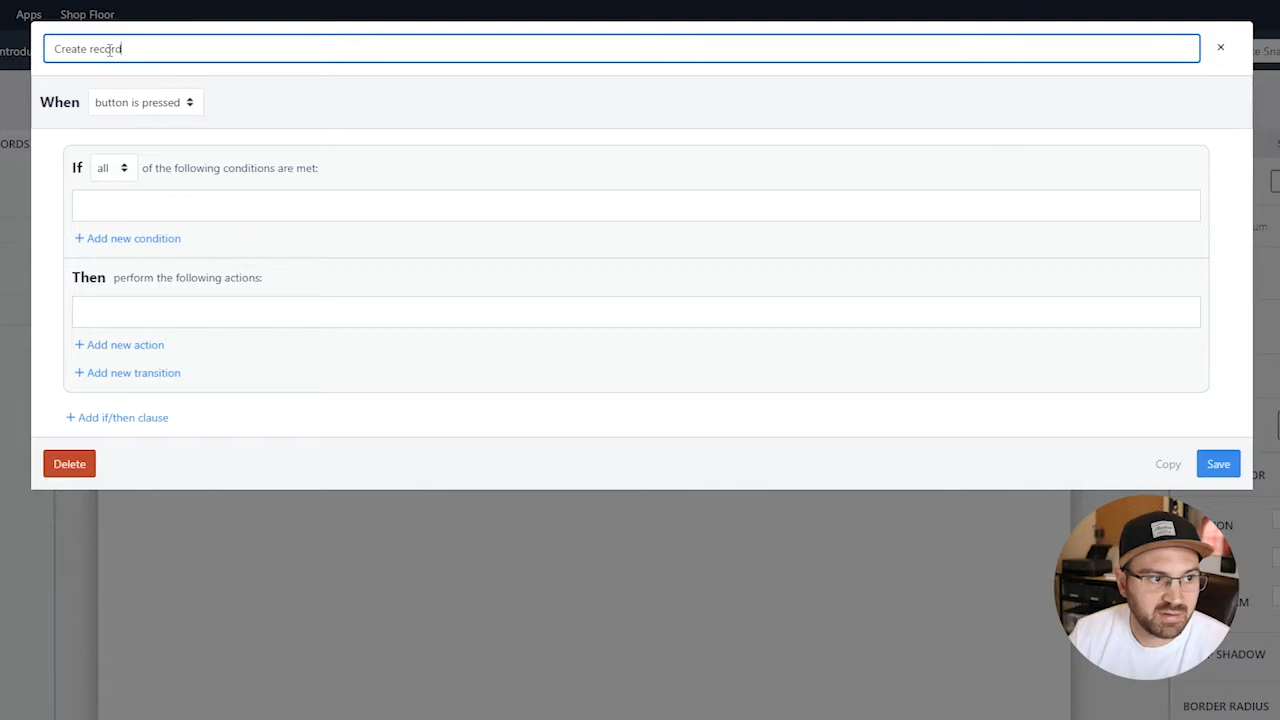 Apps Shop Floor
Create record
×
When button is pressed
ORDS
If all of the following conditions are met:
+ Add new condition
Then perform the following actions:
+ Add new action
+ Add new transition
+ Add if/then clause
Delete
Copy
Save
SHADOW
BORDER RADIUS